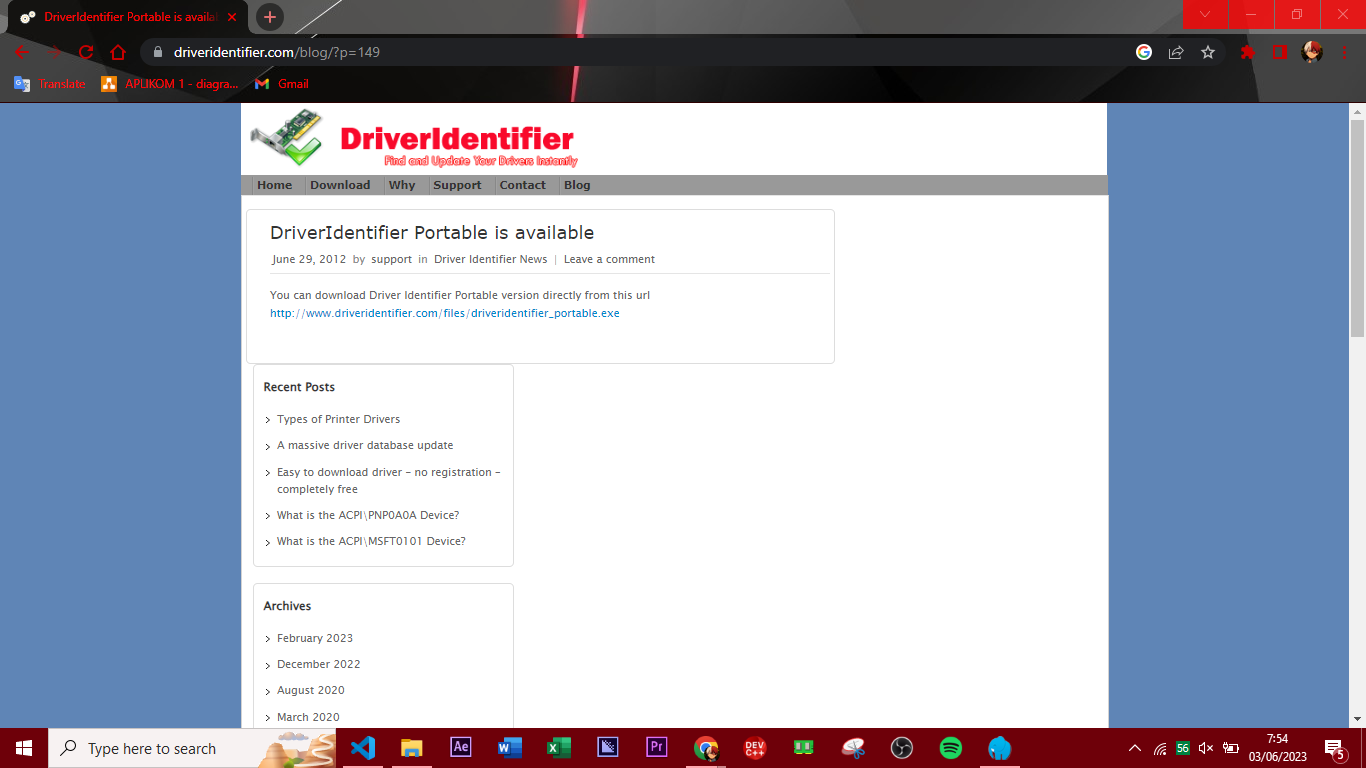 DriverIdentifier Portable is availa
driveridentifier.com/blog/?p=149
Translate
APLIKOM 1 - diagra...
Gmail
DriverIdentifier
Find and Update Your Drivers Instantly
Home Download Why Support Contact Blog
DriverIdentifier Portable is available
June 29, 2012 by support in Driver Identifier News | Leave a comment
You can download Driver Identifier Portable version directly from this url
http://www.driveridentifier.com/files/driveridentifier_portable.exe
Recent Posts
Types of Printer Drivers
A massive driver database update
Easy to download driver – no registration –
completely free
What is the ACPI\PNP0A0A Device?
What is the ACPI\MSFT0101 Device?
Archives
February 2023
December 2022
August 2020
March 2020
Type here to search
Ae
Pr
DEV
C++
56
7:54
03/06/2023
5